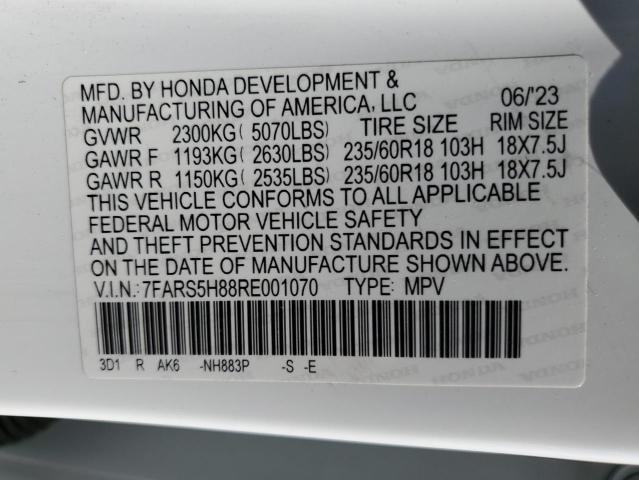 MFD. BY HONDA DEVELOPMENT &
MANUFACTURING OF AMERICA, LLC 06/'23
GVWR 2300KG( 5070LBS) TIRE SIZE RIM SIZE
GAWR F 1193KG( 2630LBS) 235/60R18 103H 18X7.5J
GAWR R 1150KG( 2535LBS) 235/60R18 103H 18X7.5J
THIS VEHICLE CONFORMS TO ALL APPLICABLE
FEDERAL MOTOR VEHICLE SAFETY
AND THEFT PREVENTION STANDARDS IN EFFECT
ON THE DATE OF MANUFACTURE SHOWN ABOVE.
V.I.N.: 7FARS5H88RE001070 TYPE: MPV
3D1 R AK6 -NH883P -S -E